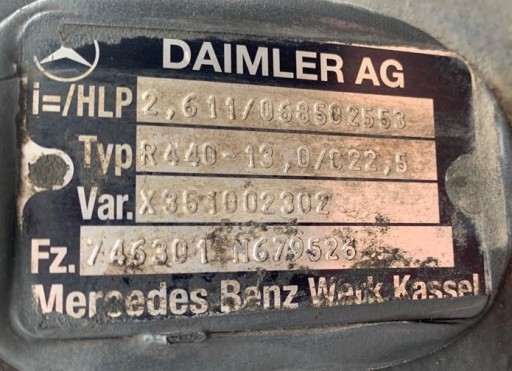 DAIMLER AG
i=/HLP 2,611/068502553
Typ R440-13,0/C22,5
Var. X351002302
Fz. 746301 N679526
Mercedes Benz Werk Kassel